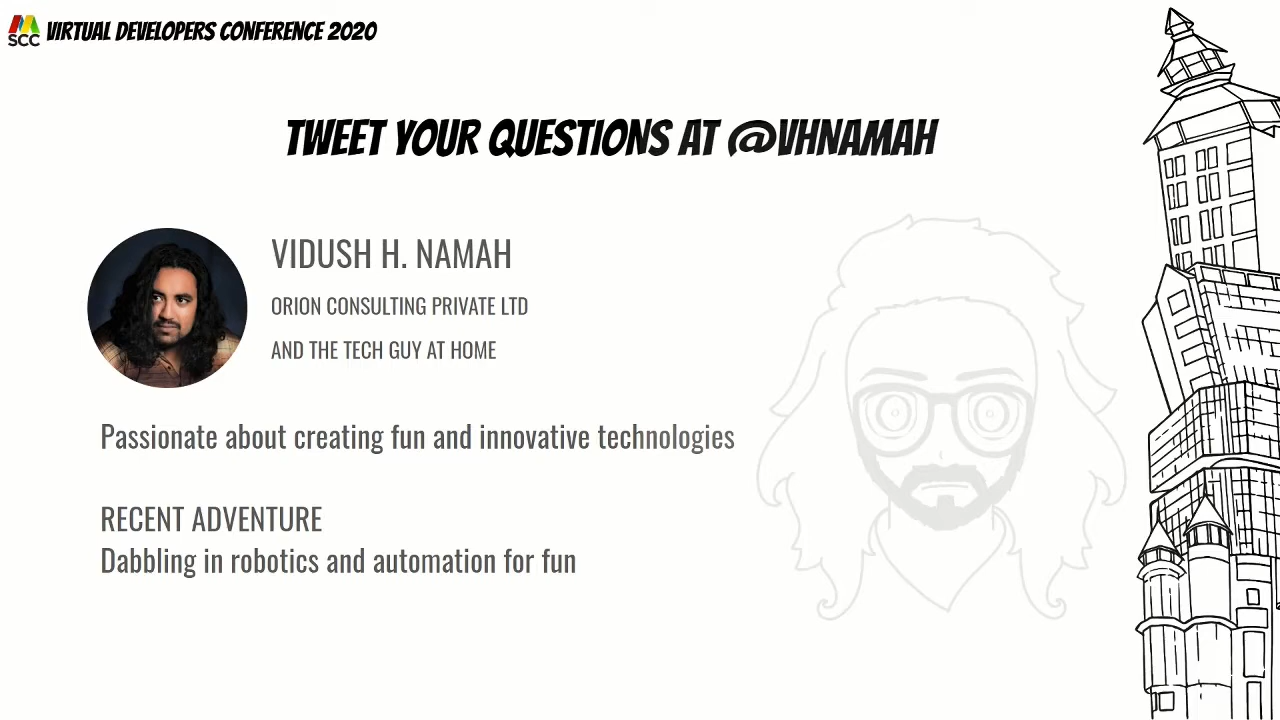 SCC VIRTUAL DEVELOPERS CONFERENCE 2020
TWEET YOUR QUESTIONS AT @VHNAMAH
VIDUSH H. NAMAH
ORION CONSULTING PRIVATE LTD
AND THE TECH GUY AT HOME
Passionate about creating fun and innovative technologies
RECENT ADVENTURE
Dabbling in robotics and automation for fun